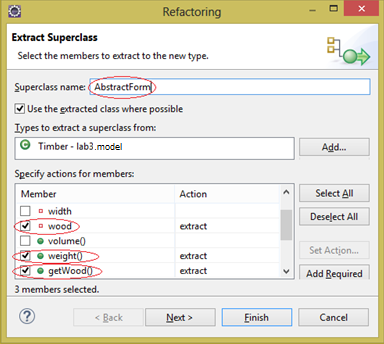 Refactoring
Extract Superclass
Select the members to extract to the new type.
Superclass name: AbstractForm
Use the extracted class where possible
Types to extract a superclass from:
Timber - lab3.model
Add...
Specify actions for members:
Member Action
width
wood extract
volume()
weight() extract
getWood() extract
Select All
Deselect All
Set Action...
Add Required
3 members selected.
< Back Next > Finish Cancel